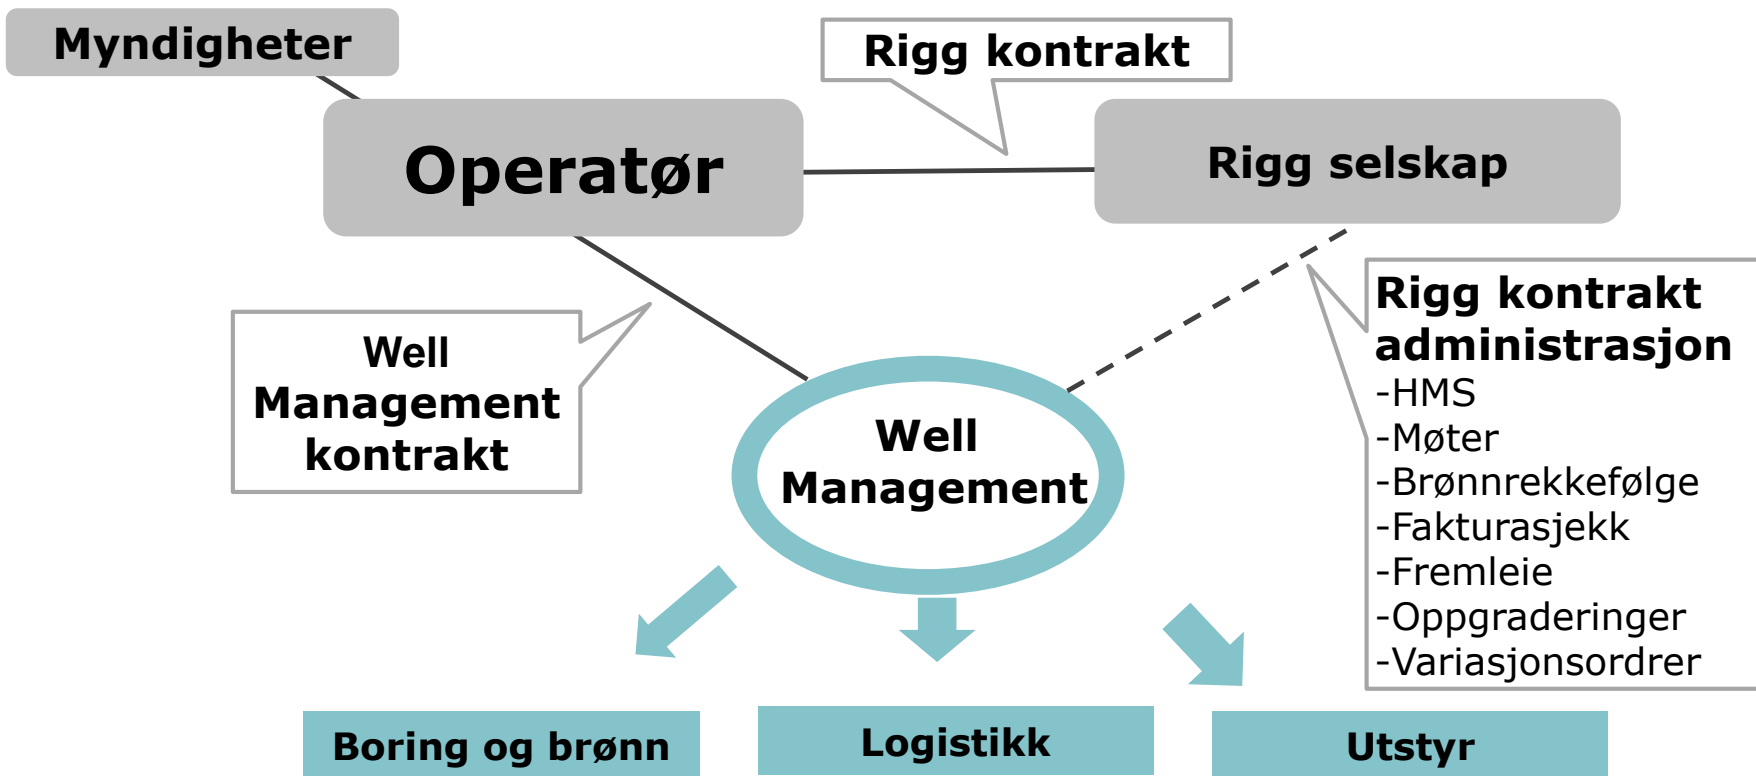 Myndigheter
Rigg kontrakt
Operatør
Rigg selskap
Well
Management
kontrakt
Rigg kontrakt
administrasjon
-HMS
-Møter
-Brønnrekkefølge
-Fakturasjekk
-Fremleie
-Oppgraderinger
-Variasjonsordrer
Well
Management
Boring og brønn
Logistikk
Utstyr